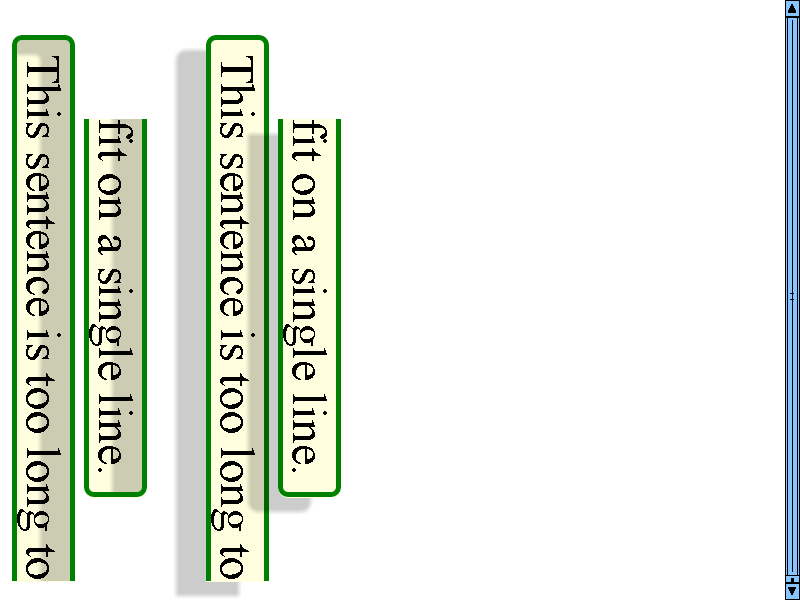 This sentence is too long to
fit on a single line.
This sentence is too long to
fit on a single line.